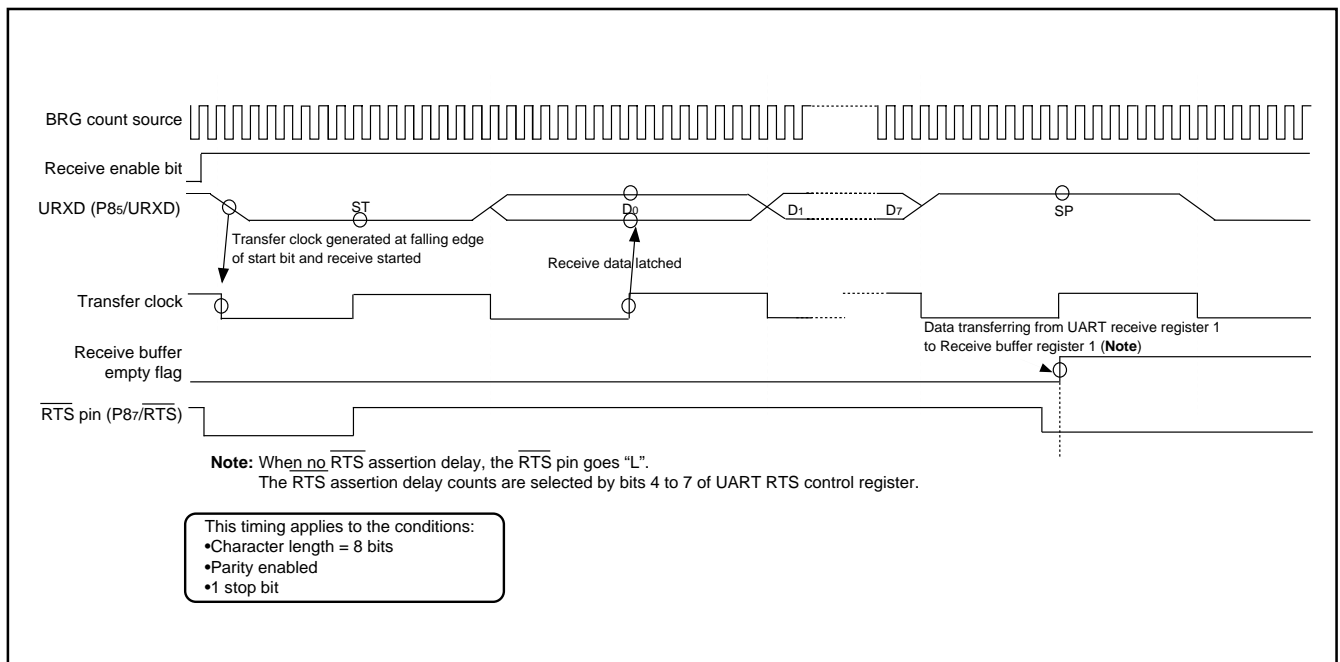 BRG count source
Receive enable bit
URXD (P85/URXD)
ST
D0
D1
D7
SP
Transfer clock generated at falling edge
of start bit and receive started
Receive data latched
Transfer clock
Data transferring from UART receive register 1
to Receive buffer register 1 (Note)
Receive buffer
empty flag
RTS pin (P87/RTS)
Note: When no RTS assertion delay, the RTS pin goes “L”.
The RTS assertion delay counts are selected by bits 4 to 7 of UART RTS control register.
This timing applies to the conditions:
•Character length = 8 bits
•Parity enabled
•1 stop bit